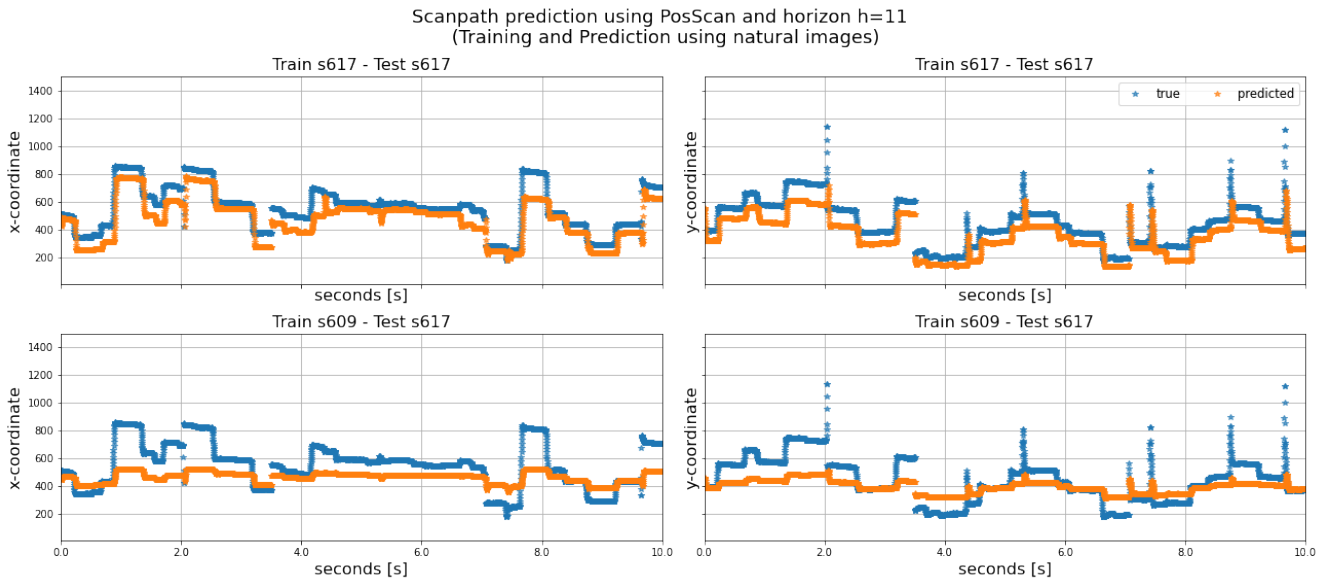 Scanpath prediction using PosScan and horizon h=11
(Training and Prediction using natural images)
Train s617 - Test s617
1400
1200
1000
800
600
400
200
x-coordinate
seconds [s]
Train s617 - Test s617
true
predicted
y-coordinate
seconds [s]
Train s609 - Test s617
1400
1200
1000
800
600
400
200
x-coordinate
0.0 2.0 4.0 6.0 8.0 10.0
seconds [s]
Train s609 - Test s617
y-coordinate
0.0 2.0 4.0 6.0 8.0 10.0
seconds [s]